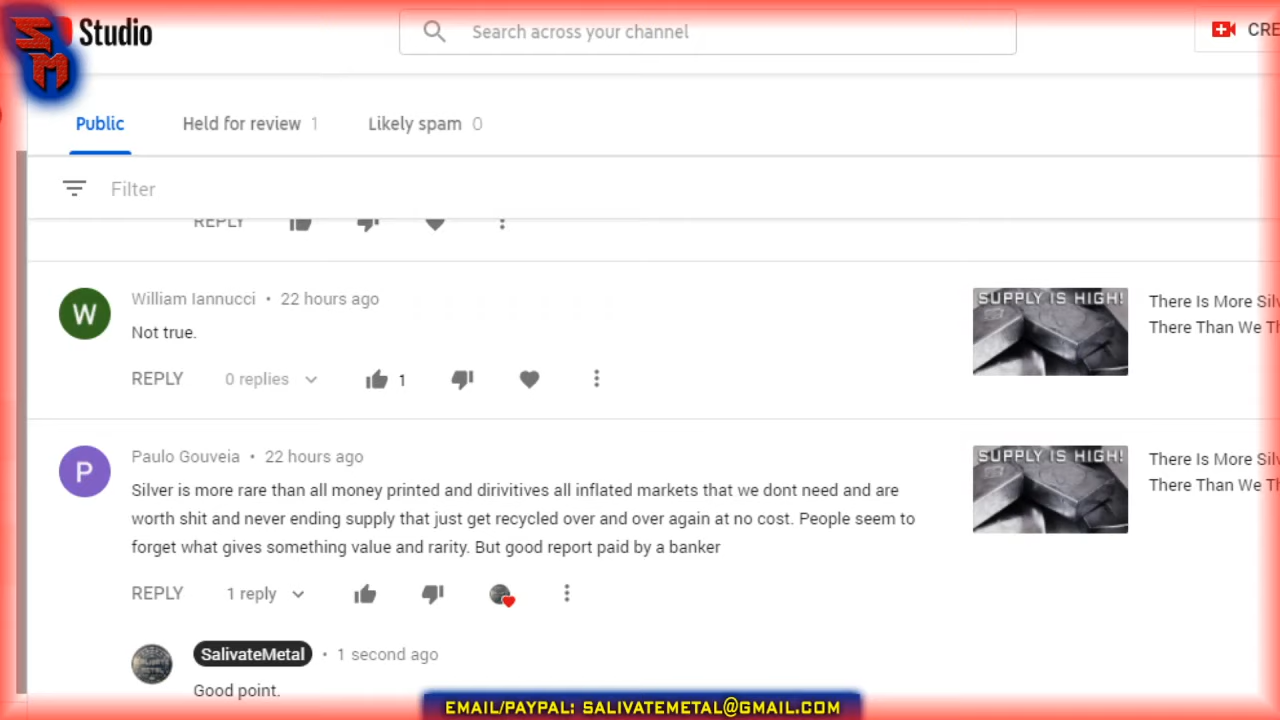 SM
Studio
Search across your channel
CRE
Public
Held for review 1
Likely spam 0
Filter
REPLY
William Iannucci • 22 hours ago
Not true.
REPLY
0 replies
1
SUPPLY IS HIGH!
There Is More Sil
There Than We T
Paulo Gouveia • 22 hours ago
Silver is more rare than all money printed and dirivitives all inflated markets that we dont need and are
worth shit and never ending supply that just get recycled over and over again at no cost. People seem to
forget what gives something value and rarity. But good report paid by a banker
REPLY
1 reply
SUPPLY IS HIGH!
There Is More Sil
There Than We Th
SalivateMetal • 1 second ago
Good point.
EMAIL/PAYPAL: SALIVATEMETAL@GMAIL.COM